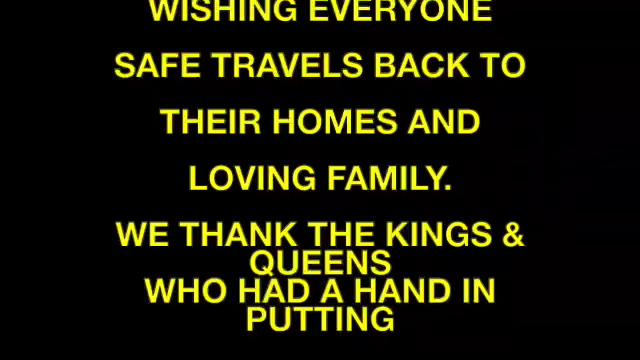 WISHING EVERYONE
SAFE TRAVELS BACK TO
THEIR HOMES AND
LOVING FAMILY.
WE THANK THE KINGS &
QUEENS
WHO HAD A HAND IN
PUTTING